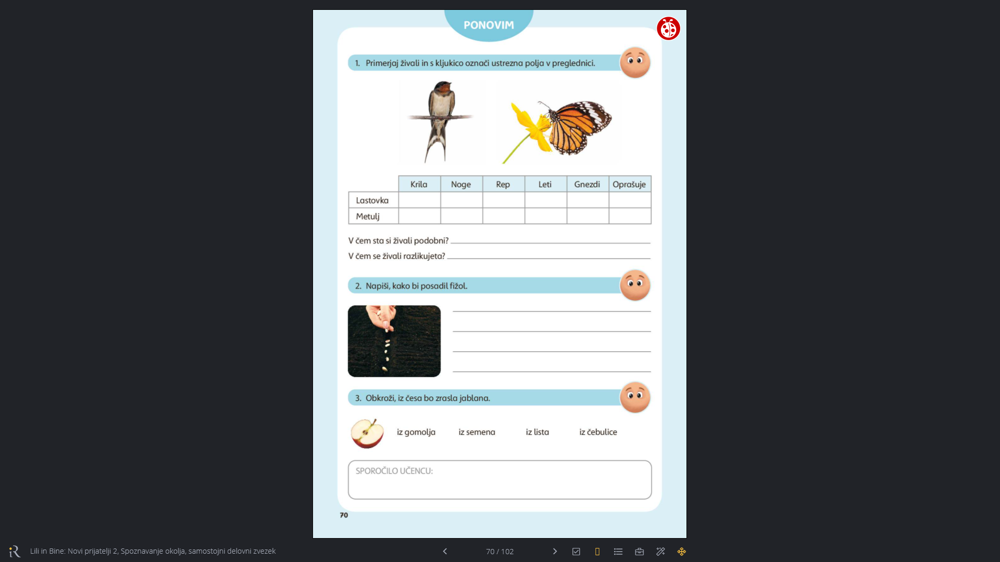 PONOVIM
1. Primerjaj živali in s kljukico označi ustrezna polja v preglednici.
Krila Noge Rep Leti Gnezdi Oprašuje
Lastovka
Metulj
V čem sta si živali podobni?
V čem se živali razlikujeta?
2. Napiši, kako bi posadil fižol.
3. Obkroži, iz česa bo zrasla jablana.
iz gomolja iz semena iz lista iz čebulice
SPOROČILO UČENCU:
70
iR Lili in Bine: Novi prijatelji 2, Spoznavanje okolja, samostojni delovni zvezek 70 / 102